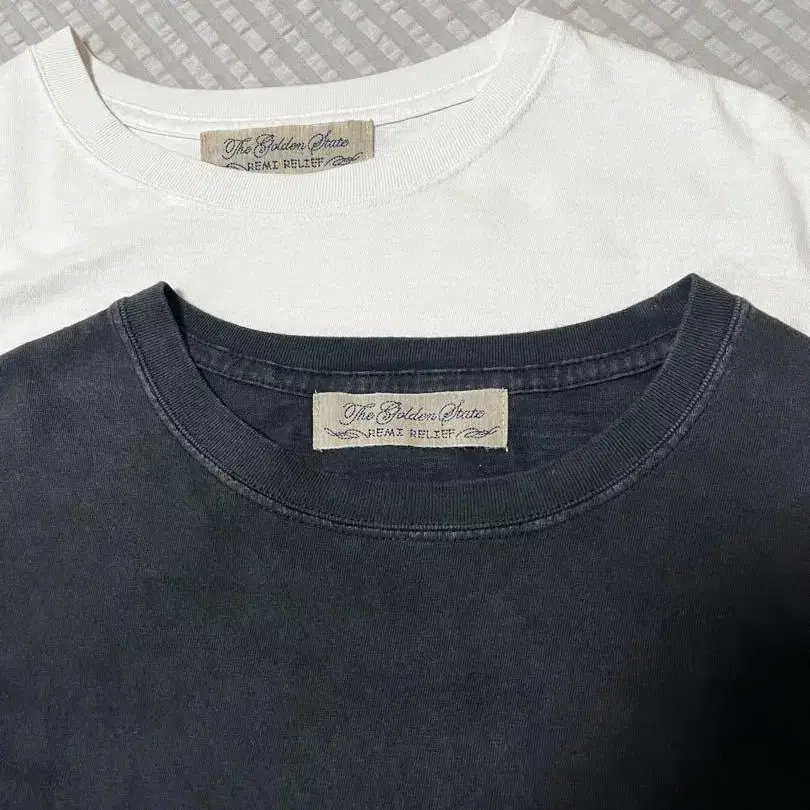 The Golden State
REMI RELIEF
The Golden State
REMI RELIEF